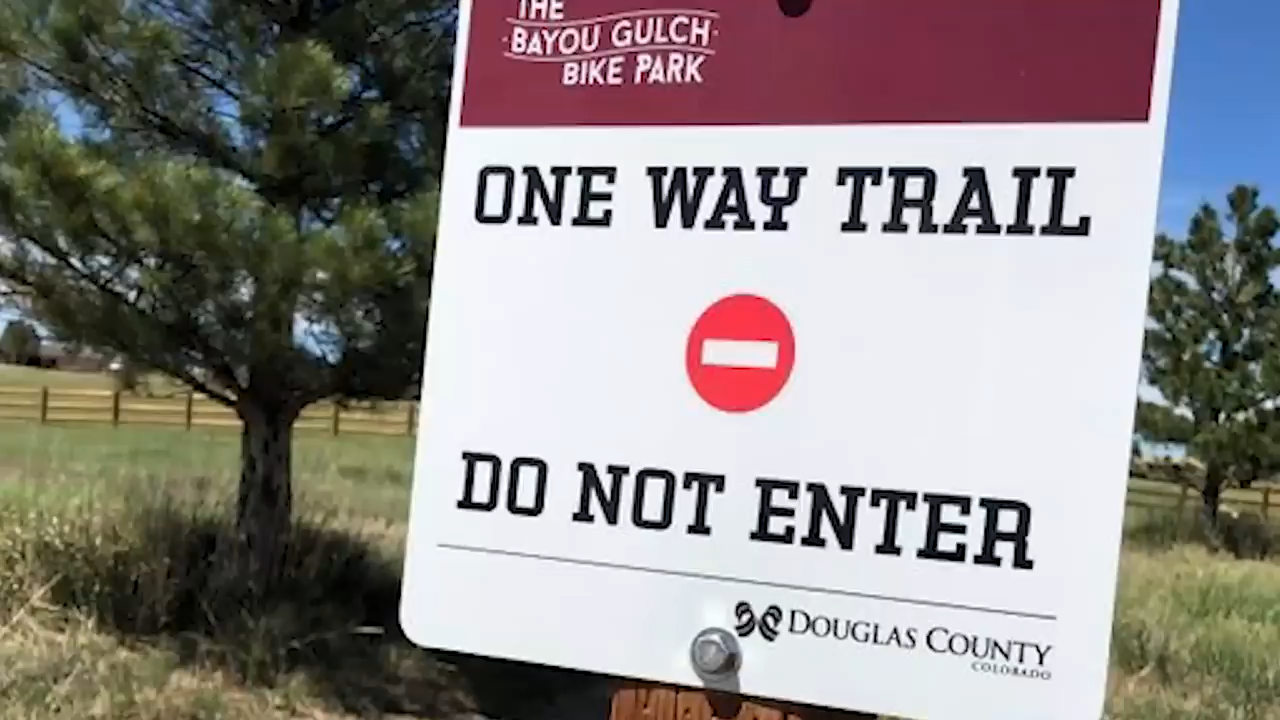 THE
BAYOU GULCH
BIKE PARK
ONE WAY TRAIL
DO NOT ENTER
DOUGLAS COUNTY
COLORADO